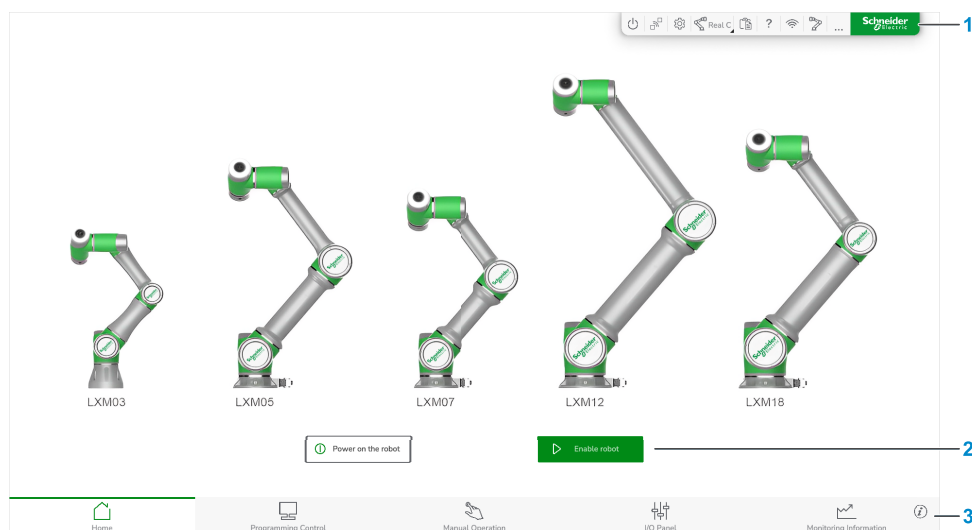 Real C
?
...
Schneider
Electric
1
LXM03
LXM05
LXM07
LXM12
LXM18
Power on the robot
Enable robot
2
Home
Programming Control
Manual Operation
I/O Panel
Monitoring Information
i
3